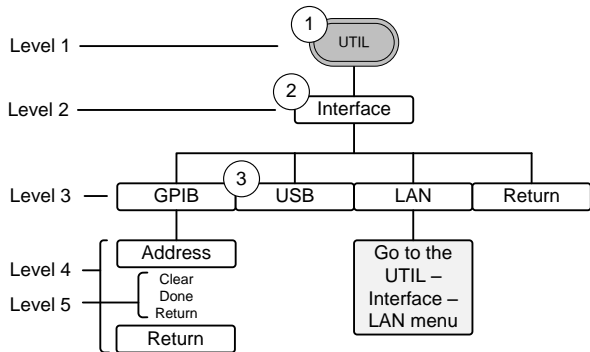 Level 1
1
UTIL
Level 2
2
Interface
Level 3
GPIB
3
USB
LAN
Return
Level 4
Address
Level 5
Clear
Done
Return
Return
Go to the
UTIL –
Interface –
LAN menu